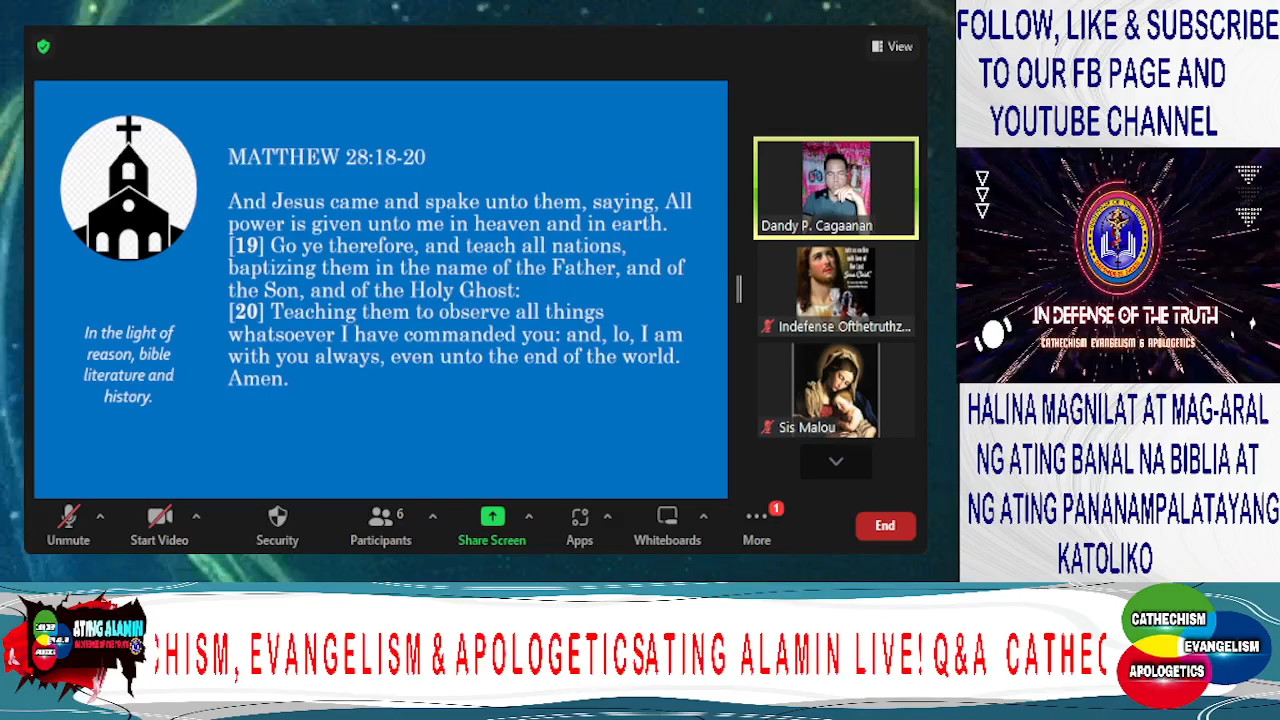 View
MATTHEW 28:18-20
And Jesus came and spake unto them, saying, All
power is given unto me in heaven and in earth.
[19] Go ye therefore, and teach all nations,
baptizing them in the name of the Father, and of
the Son, and of the Holy Ghost:
[20] Teaching them to observe all things
whatsoever I have commanded you: and, lo, I am
with you always, even unto the end of the world.
Amen.
In the light of
reason, bible
literature and
history.
Dandy P. Cagaanan
Indefense Ofthetruthz...
Sis Malou
Unmute
Start Video
Security
6
Participants
Share Screen
Apps
Whiteboards
1
More
End
FOLLOW, LIKE & SUBSCRIBE
TO OUR FB PAGE AND
YOUTUBE CHANNEL
IN DEFENSE OF THE TRUTH
CATHECHISM EVANGELISM & APOLOGETICS
HALINA MAGNILAT AT MAG-ARAL
NG ATING BANAL NA BIBLIA AT
NG ATING PANANAMPALATAYANG
KATOLIKO
ATING ALAMIN
CHISM, EVANGELISM & APOLOGETICSATING ALAMIN LIVE! Q&A CATHEC
CATHECHISM
EVANGELISM
APOLOGETICS